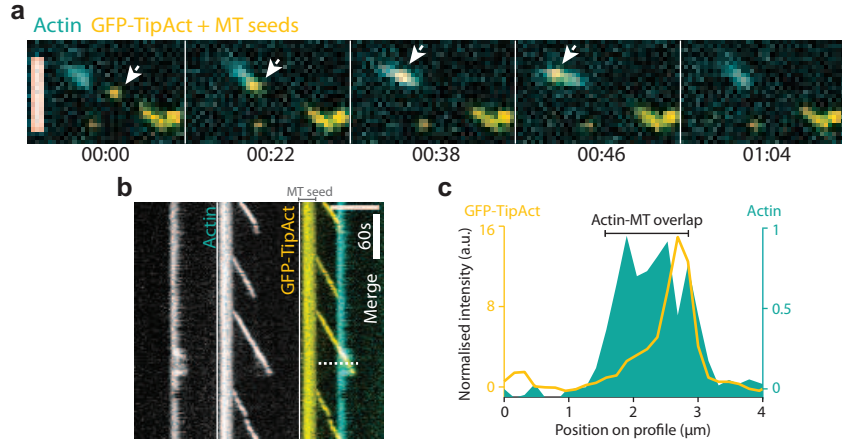 a
Actin GFP-TipAct + MT seeds
00:00 00:22 00:38 00:46 01:04
b
MT seed
Actin
GFP-TipAct
60s
Merge
c
GFP-TipAct
Actin-MT overlap
Actin
Normalised intensity (a.u.)
16
8
0
1
0.5
0
0 1 2 3 4
Position on profile (μm)